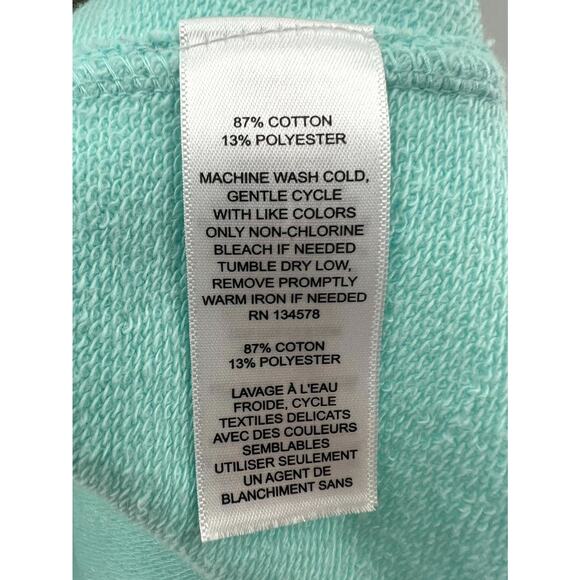 87% COTTON
13% POLYESTER
MACHINE WASH COLD,
GENTLE CYCLE
WITH LIKE COLORS
ONLY NON-CHLORINE
BLEACH IF NEEDED
TUMBLE DRY LOW,
REMOVE PROMPTLY
WARM IRON IF NEEDED
RN 134578
87% COTON
13% POLYESTER
LAVAGE À L'EAU
FROIDE, CYCLE
TEXTILES DELICATS
AVEC DES COULEURS
SEMBLABLES
UTILISER SEULEMENT
UN AGENT DE
BLANCHIMENT SANS